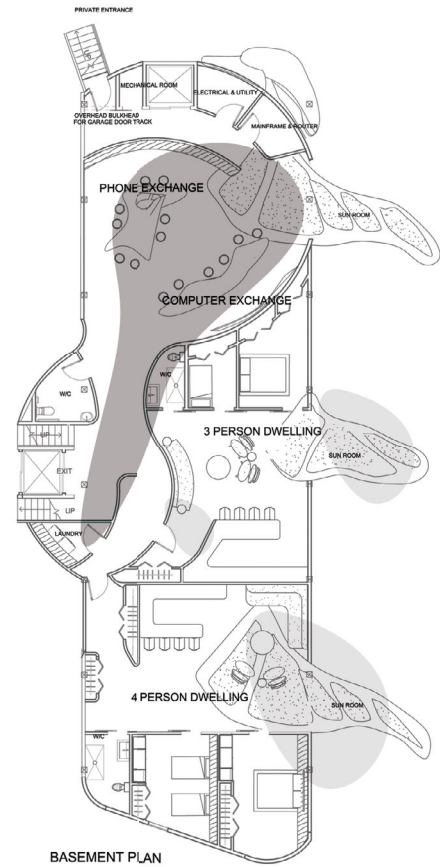 PRIVATE ENTRANCE
UP
MECHANICAL ROOM
ELECTRICAL & UTILITY
OVERHEAD BULKHEAD
FOR GARAGE DOOR TRACK
MAINFRAME & ROUTER
PHONE EXCHANGE
SUN ROOM
COMPUTER EXCHANGE
W/C
W/C
3 PERSON DWELLING
UP
SUN ROOM
EXIT
UP
LAUNDRY
4 PERSON DWELLING
SUN ROOM
W/C
BASEMENT PLAN